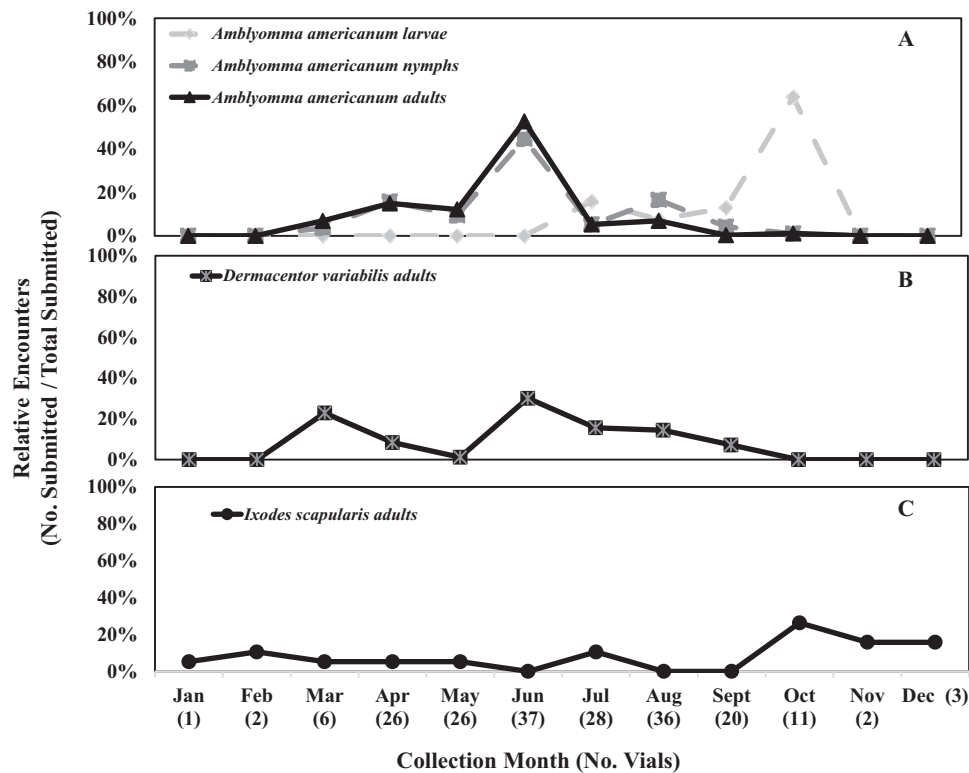 Relative Encounters
(No. Submitted / Total Submitted)
100%
80%
60%
40%
20%
0%
Amblyomma americanum larvae
Amblyomma americanum nymphs
Amblyomma americanum adults
A
100%
80%
60%
40%
20%
0%
Dermacentor variabilis adults
B
100%
80%
60%
40%
20%
0%
Ixodes scapularis adults
C
Jan Feb Mar Apr May Jun Jul Aug Sept Oct Nov Dec (3)
(1) (2) (6) (26) (26) (37) (28) (36) (20) (11) (2)
Collection Month (No. Vials)